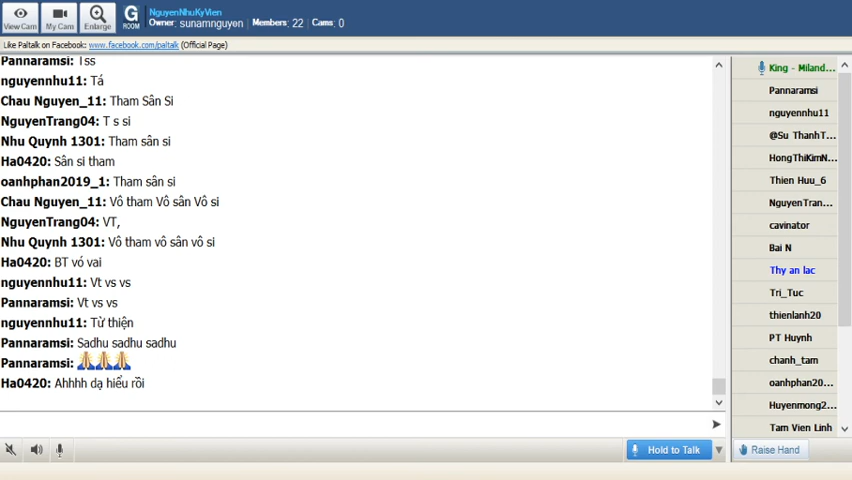 View Cam
My Cam
Enlarge
G
ROOM
NguyenNhuKyVien
Owner: sunamnguyen Members: 22 Cams: 0
Like Paltalk on Facebook: www.facebook.com/paltalk (Official Page)
Pannaramsi: Tss
nguyennhu11: Tá
Chau Nguyen_11: Tham Sân Si
NguyenTrang04: T s si
Nhu Quynh 1301: Tham sân si
Ha0420: Sân si tham
oanhphan2019_1: Tham sân si
Chau Nguyen_11: Vô tham Vô sân Vô si
NguyenTrang04: VT,
Nhu Quynh 1301: Vô tham vô sân vô si
Ha0420: BT vó vai
nguyennhu11: Vt vs vs
Pannaramsi: Vt vs vs
nguyennhu11: Từ thiện
Pannaramsi: Sadhu sadhu sadhu
Pannaramsi:
Ha0420: Ahhhh dạ hiểu rồi
King - Miland...
Pannaramsi
nguyennhu11
@Su ThanhT...
HongThiKimN...
Thien Huu_6
NguyenTran...
cavinator
Bai N
Thy an lac
Tri_Tuc
thienlanh20
PT Huynh
chanh_tam
oanhphan20...
Huyenmong2...
Tam Vien Linh
Hold to Talk
Raise Hand